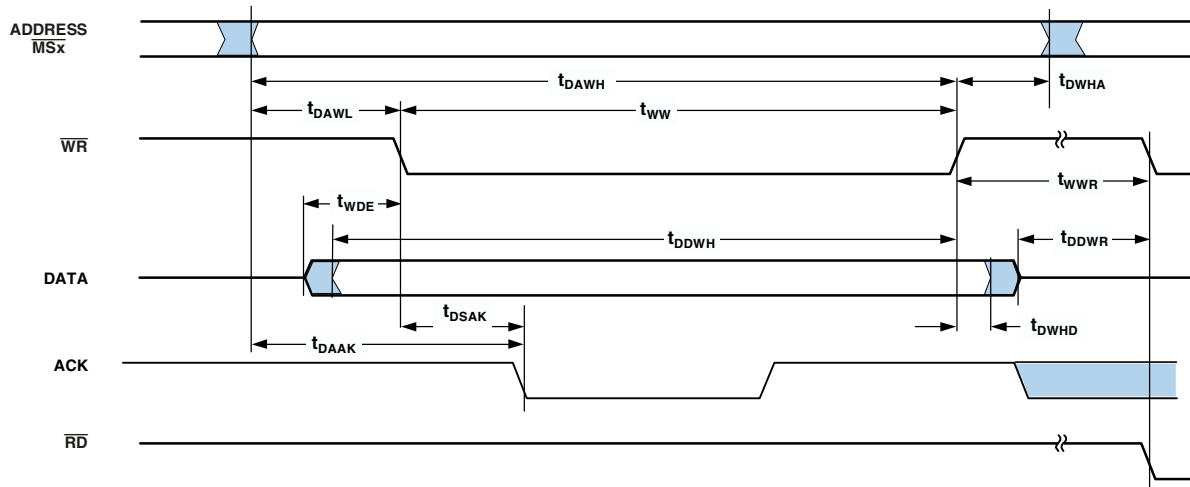 ADDRESS
MSx
tDAWH
tDWHA
tDAWL
tWW
WR
tWWR
tWDE
tDDWH
tDDWR
DATA
tDSAK
tDWHD
tDAAK
ACK
RD